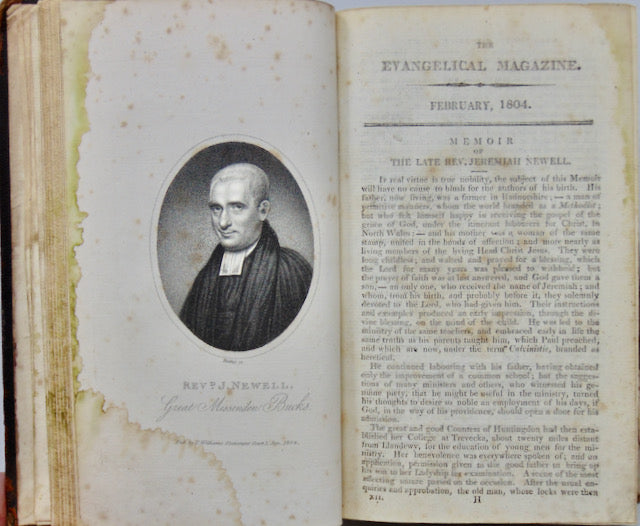 REVD. J. NEWELL,
Great Missenden Bucks
THE
EVANGELICAL MAGAZINE.
FEBRUARY, 1804.
MEMOIR
OF
THE LATE REV. JEREMIAH NEWELL.
If real virtue is true nobility, the subject of this Memoir
will have no cause to blush for the authors of his birth. His
father, now living, was a farmer in Radnorshire; — a man of
primitive manners, whom the world branded as a Methodist;
but who felt himself happy in receiving the gospel of the
grace of God, under the itinerant labourers for Christ, in
North Wales: — and his mother was a woman of the same
stamp, united in the bonds of affection; and more nearly as
living members of the living Head Christ Jesus. They were
long childless; and waited and prayed for a blessing, which
the Lord for many years was pleased to withhold; but
the prayer of faith was at last answered, and God gave them a
son, — an only one, who received the name of Jeremiah; and
whom, from his birth, and probably before it, they solemnly
devoted to the Lord, who had given him. Their instructions
and examples produced an early impression, through the di-
vine blessing, on the mind of the child. He was led to the
ministry of the same teachers, and embraced early in life the
same truths as his parents taught him, which Paul preached,
and which are now, under the term Calvinistic, branded as
heretical.
He continued labouring with his father, having obtained
only the improvement of a common school; but the sugges-
tions of many ministers and others, who witnessed his ge-
nuine piety; that he might be useful in the ministry, turned
his thoughts to desire so noble an employment of his days, if
God, in the way of his providence, should open a door for his
admission.
The great and good Countess of Huntingdon had then estab-
lished her College at Trevecka, about twenty miles distant
from Llandewy, for the education of young men for the mi-
nistry. Her benevolence was everywhere spoken of; and on
application, permission given to the good father to bring up
his son to her Ladyship for examination. A scene of the most
affecting nature passed on the occasion. After the usual en-
quiries and approbation, the old man, whose locks were then
XII. H